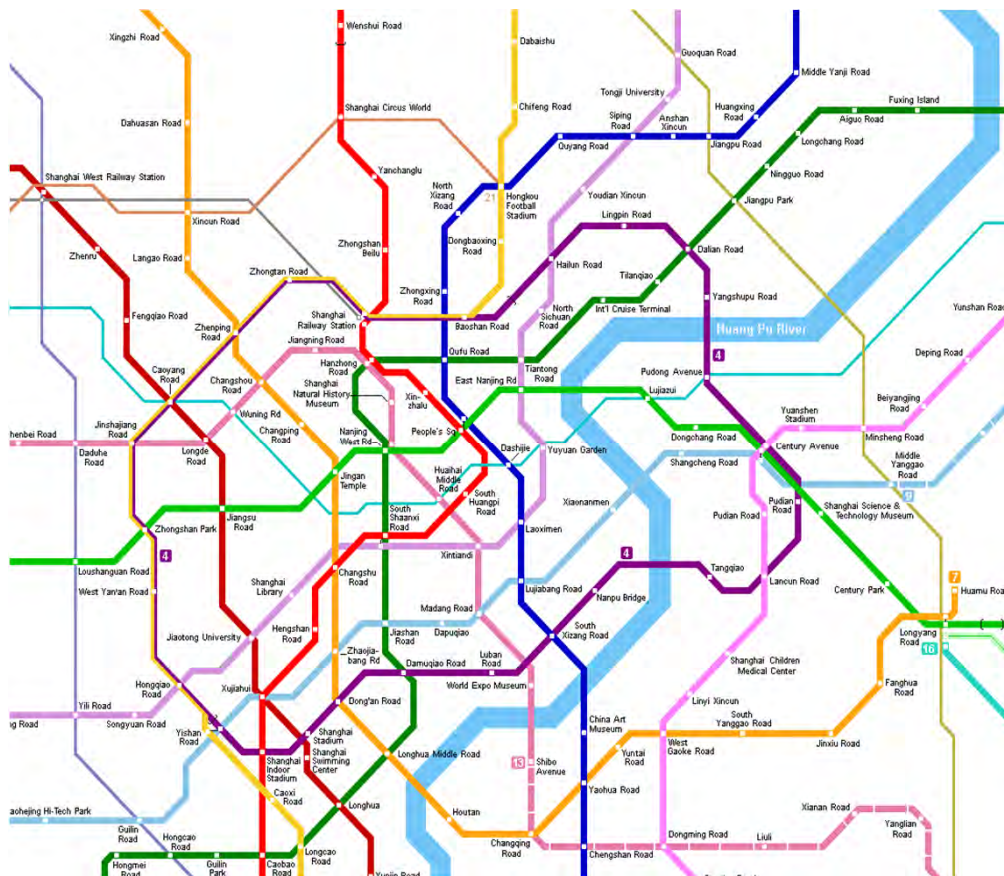 Wenshui Road
Xingzhi Road
Dabaishu
Guoquan Road
Middle Yanji Road
Tongji University
Chifeng Road
Shanghai Circus World
Dahuasan Road
Siping
Road
Anshan
Xincun
Huangxing
Road
Fuxing Island
Aiguo Road
Longchang Road
Quyang Road
Jiangpu Road
Ningguo Road
Shanghai West Railway Station
Yanchanglu
North
Xizang
Road
21
Hongkou
Football
Stadium
Youdian Xincun
Jiangpu Park
Xincun Road
Lingpin Road
Zhenru
Langao Road
Zhongshan
Beilu
Dongbaoxing
Road
Hailun Road
Dalian Road
Zhongtan Road
Tilanqiao
Zhongxing
Road
Yangshupu Road
Int'l Cruise Terminal
North
Sichuan
Road
Fengqiao Road
Zhenping
Road
Shanghai
Railway Station
Baoshan Road
Yunshan Road
Huang Pu River
Jiangning Road
Hanzhong
Road
Qufu Road
Tiantong
Road
4
Deping Road
Pudong Avenue
Caoyang
Road
Changshou
Road
Shanghai
Natural History
Museum
Xin-
zhalu
East Nanjing Rd
Lujiazui
Beiyangjing
Road
Wuning Rd
Changping
Road
Yuanshen
Stadium
Jinshajiang
Road
henbei Road
Daduhe
Road
Longde
Road
Nanjing
West Rd
People's Sq
Dashijie
Yuyuan Garden
Dongchang Road
Century Avenue
Minsheng Road
Shangcheng Road
Middle
Yanggao
Road
9
Jingan
Temple
Huaihai
Middle
Road
South
Huangpi
Road
Xiaonanmen
Pudian
Road
Pudian Road
Shanghai Science &
Technology Museum
Zhongshan Park
Jiangsu
Road
South
Shaanxi
Road
Laoximen
4
4
Loushanguan Road
West Yan'an Road
Shanghai
Library
Changshu
Road
Xintiandi
Tangqiao
Lancun Road
Century Park
7
Huamu Road
Lujiabang Road
Nanpu Bridge
Madang Road
Dapuqiao
Jiashan Road
Hengshan
Road
Jiaotong University
South
Xizang Road
Longyang
Road
16
Zhaojia-
bang Rd
Luban
Road
Damuqiao Road
Shanghai Children
Medical Center
Hongqiao
Road
Xujiahui
World Expo Museum
Fanghua
Road
Linyi Xincun
Dong'an Road
Yili Road
ng Road
Songyuan Road
Yishan
Road
Shanghai
Stadium
China Art
Museum
South
Yanggao Road
West
Gaoke Road
Jinxiu Road
Shanghai
Indoor
Stadium
Shanghai
Swimming
Center
Longhua Middle Road
Yuntai
Road
13
Shibo
Avenue
Yaohua Road
Caoxi
Road
Longhua
aohejing Hi-Tech Park
Guilin
Road
Houtan
Xianan Road
Yanglian
Road
Hongcao
Road
Changqing
Road
Dongming Road
Liuli
Chengshan Road
Hongmei
Road
Guilin
Park
Caobao
Road
Longcao
Road